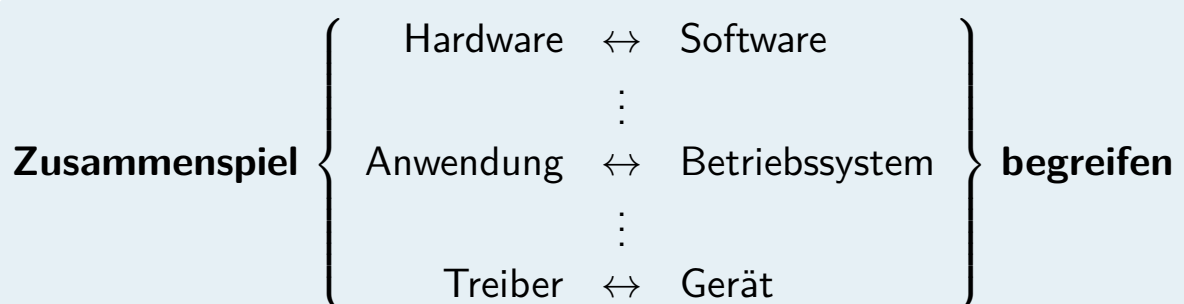 Hardware ↔ Software
⋮
Zusammenspiel { Anwendung ↔ Betriebssystem } begreifen
⋮
Treiber ↔ Gerät